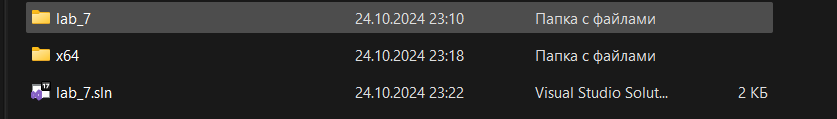 lab_7 24.10.2024 23:10 Папка с файлами
x64 24.10.2024 23:18 Папка с файлами
17 lab_7.sln 24.10.2024 23:22 Visual Studio Solut... 2 КБ